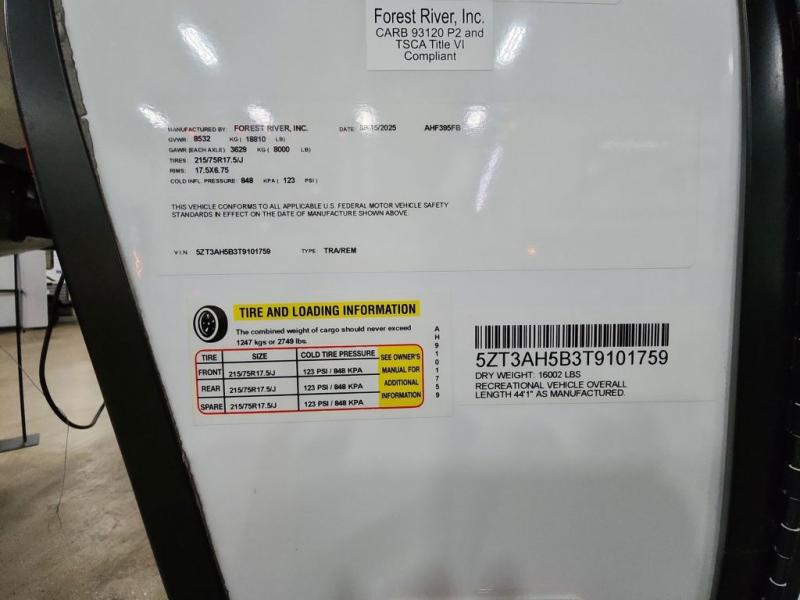 Forest River, Inc.
CARB 93120 P2 and
TSCA Title VI
Compliant
MANUFACTURED BY: FOREST RIVER, INC. DATE: /15/2025 AHF395FB
GVWR: 8532 KG ( 18810 LB)
GAWR (EACH AXLE): 3629 KG ( 8000 LB)
TIRES: 215/75R17.5/J
RIMS: 17.5X6.75
COLD INFL. PRESSURE: 848 KPA ( 123 PSI)
THIS VEHICLE CONFORMS TO ALL APPLICABLE U.S. FEDERAL MOTOR VEHICLE SAFETY
STANDARDS IN EFFECT ON THE DATE OF MANUFACTURE SHOWN ABOVE.
V.I.N. 5ZT3AH5B3T9101759 TYPE: TRA/REM
TIRE AND LOADING INFORMATION
The combined weight of cargo should never exceed
1247 kgs or 2749 lbs.
TIRE SIZE COLD TIRE PRESSURE
FRONT 215/75R17.5/J 123 PSI / 848 KPA
REAR 215/75R17.5/J 123 PSI / 848 KPA
SPARE 215/75R17.5/J 123 PSI / 848 KPA
SEE OWNER'S
MANUAL FOR
ADDITIONAL
INFORMATION
AH9101759
5ZT3AH5B3T9101759
DRY WEIGHT: 16002 LBS
RECREATIONAL VEHICLE OVERALL
LENGTH 44'1" AS MANUFACTURED.